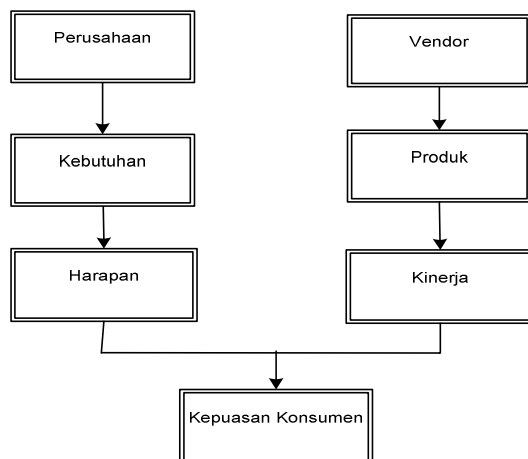 Perusahaan
Vendor
Kebutuhan
Produk
Harapan
Kinerja
Kepuasan Konsumen